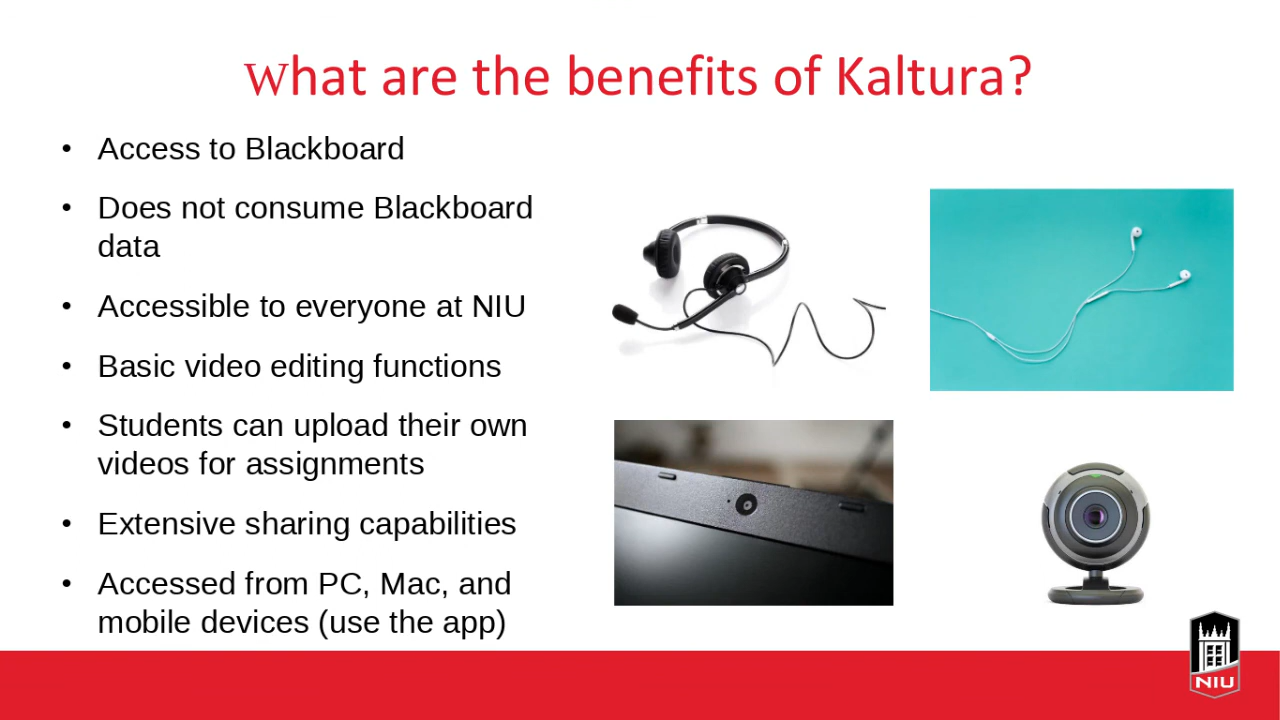 What are the benefits of Kaltura?
• Access to Blackboard
• Does not consume Blackboard
data
• Accessible to everyone at NIU
• Basic video editing functions
• Students can upload their own
videos for assignments
• Extensive sharing capabilities
• Accessed from PC, Mac, and
mobile devices (use the app)
NIU